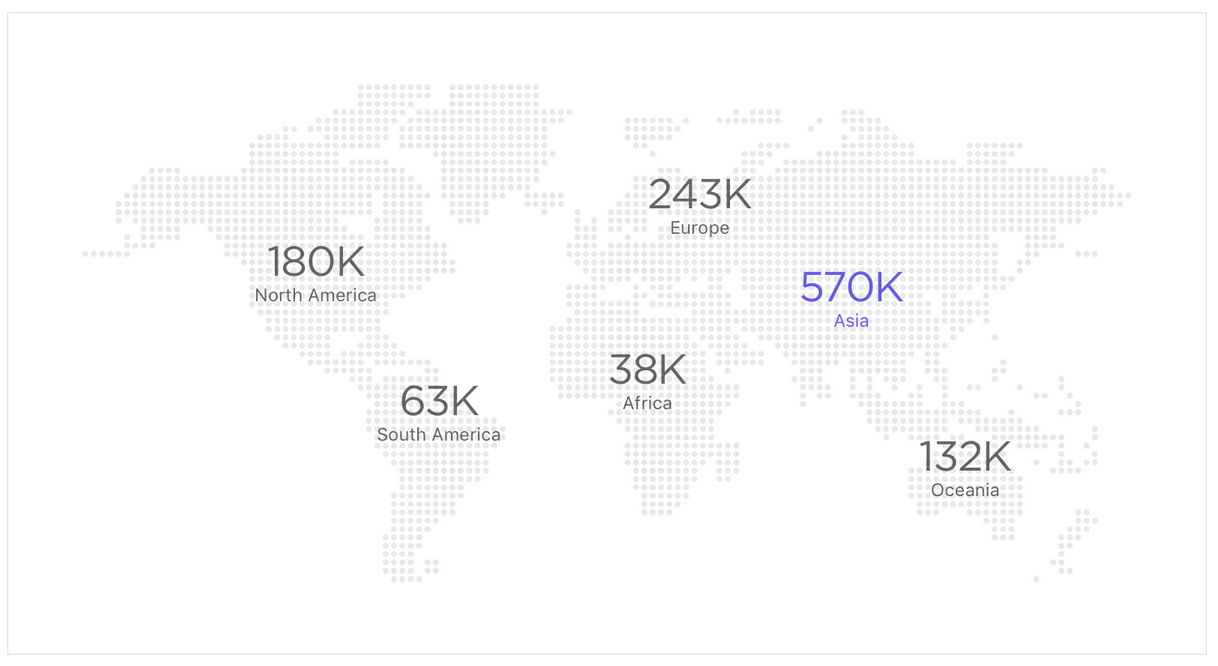 243K
Europe
180K
North America
570K
Asia
38K
Africa
63K
South America
132K
Oceania